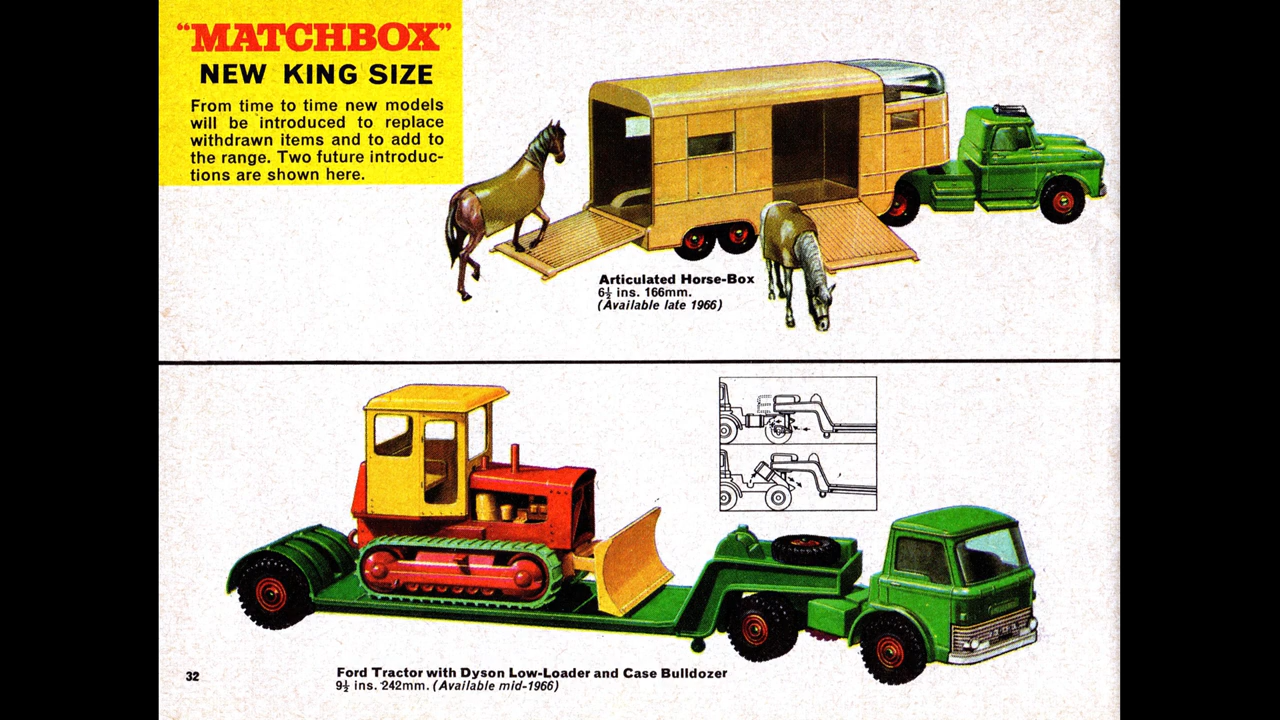 "MATCHBOX"
NEW KING SIZE
From time to time new models
will be introduced to replace
withdrawn items and to add to
the range. Two future introduc-
tions are shown here.
Articulated Horse-Box
6½ ins. 166mm.
(Available late 1966)
32
Ford Tractor with Dyson Low-Loader and Case Bulldozer
9½ ins. 242mm. (Available mid-1966)